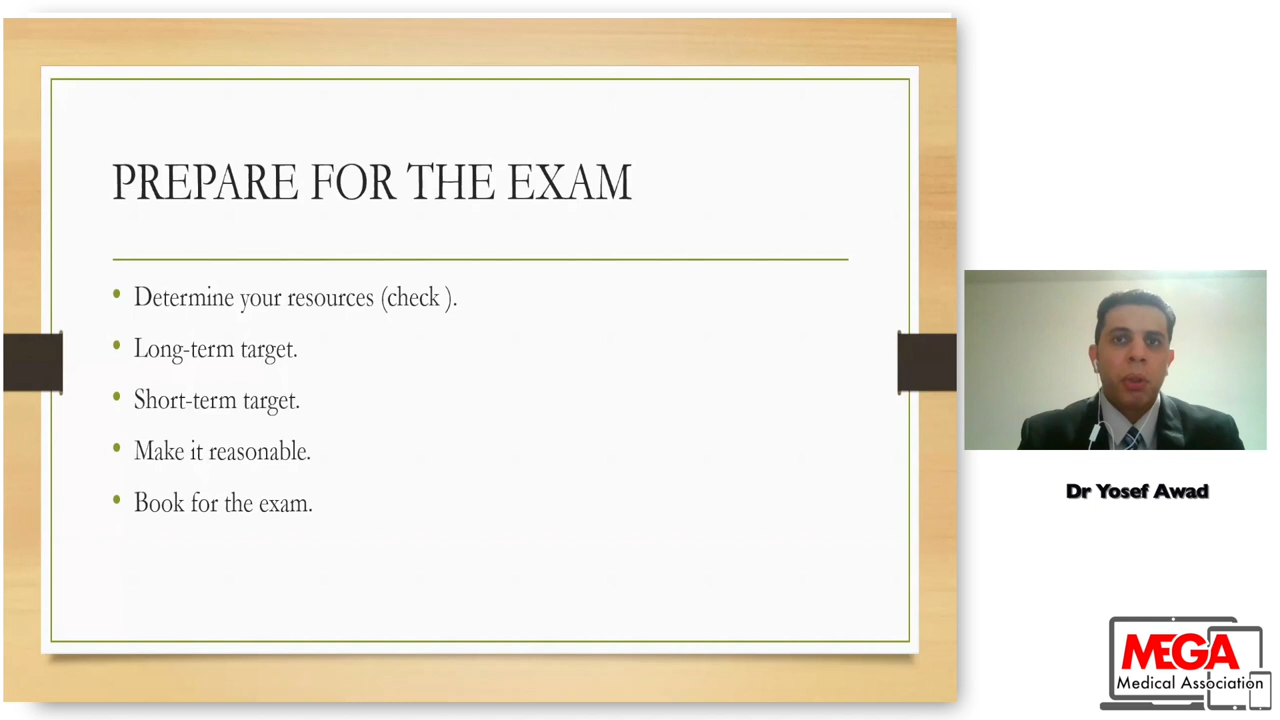 PREPARE FOR THE EXAM
• Determine your resources (check ).
• Long-term target.
• Short-term target.
• Make it reasonable.
• Book for the exam.
Dr Yosef Awad
MEGA
Medical Association